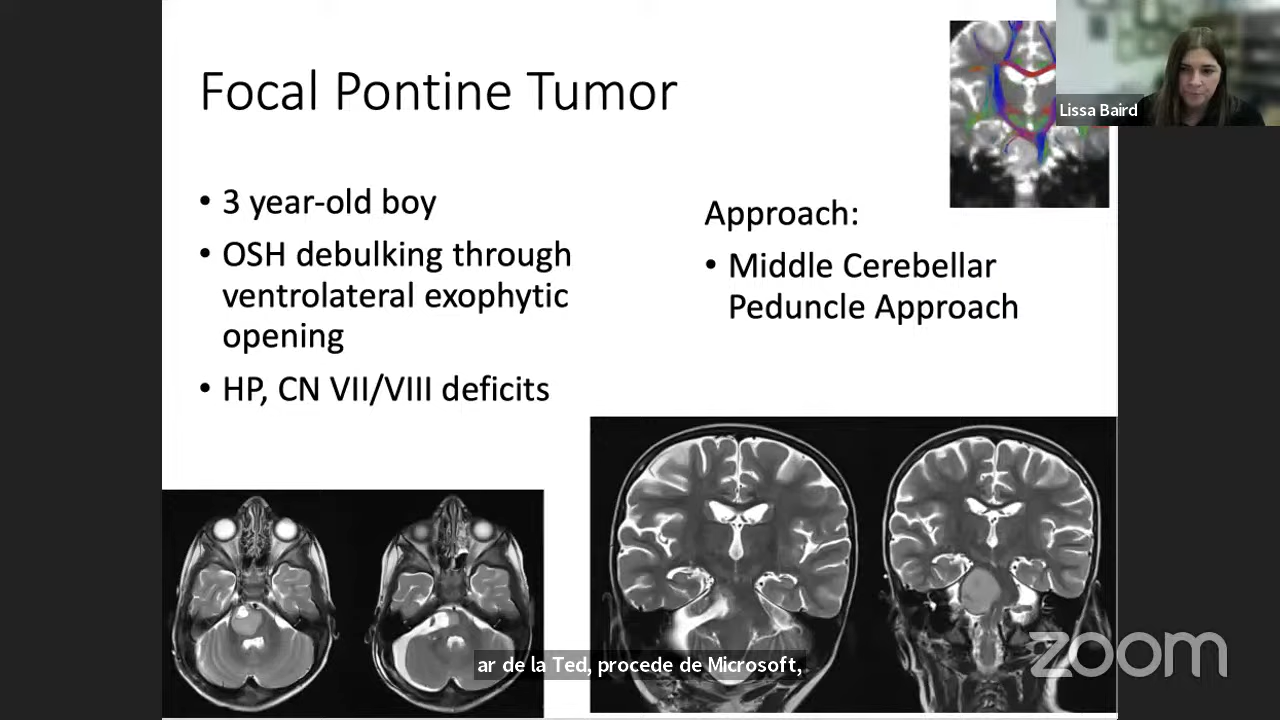 Focal Pontine Tumor
Lissa Baird
• 3 year-old boy
• OSH debulking through
ventrolateral exophytic
opening
• HP, CN VII/VIII deficits
Approach:
• Middle Cerebellar
Peduncle Approach
ar de la Ted, procede de Microsoft,
zoom